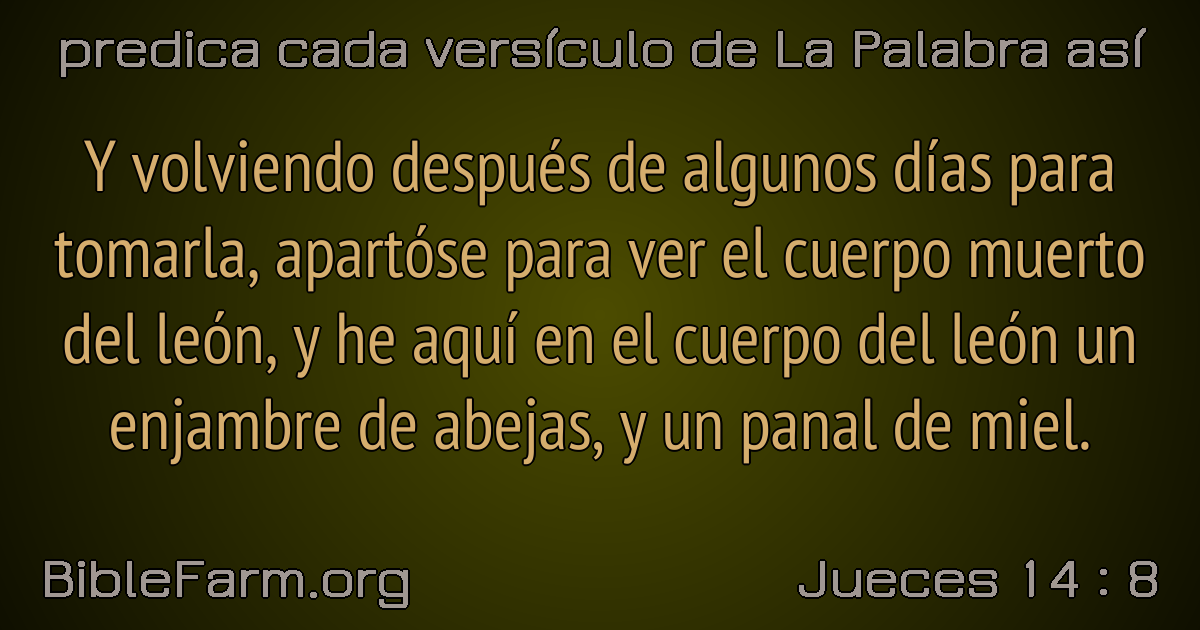 predica cada versículo de La Palabra así
Y volviendo después de algunos días para
tomarla, apartóse para ver el cuerpo muerto
del león, y he aquí en el cuerpo del león un
enjambre de abejas, y un panal de miel.
BibleFarm.org
Jueces 14 : 8